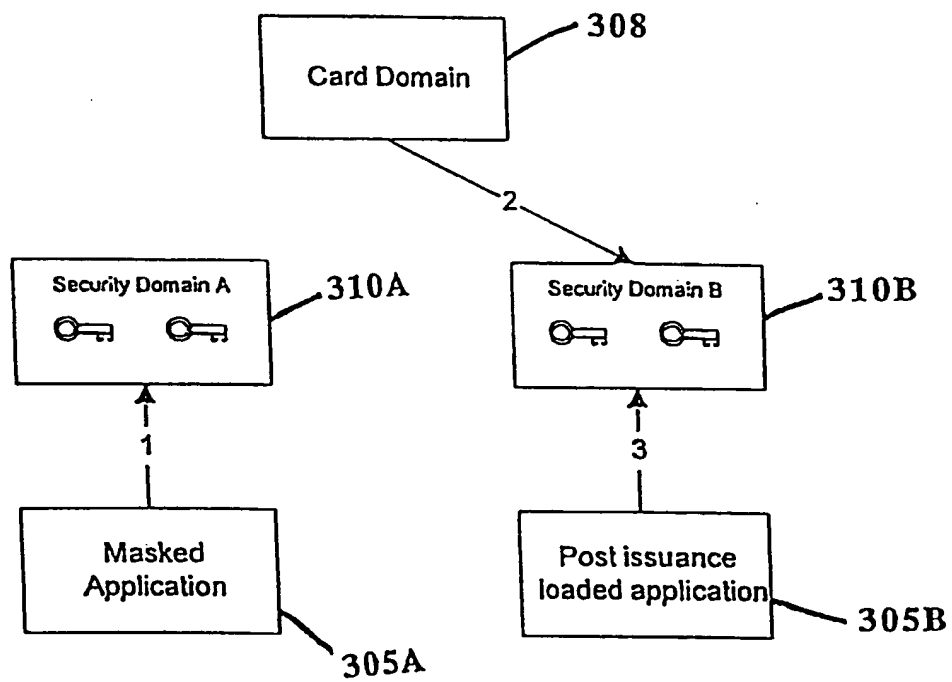 308
Card Domain
2
Security Domain A
310A
Security Domain B
310B
1
3
Masked
Application
305A
Post issuance
loaded application
305B